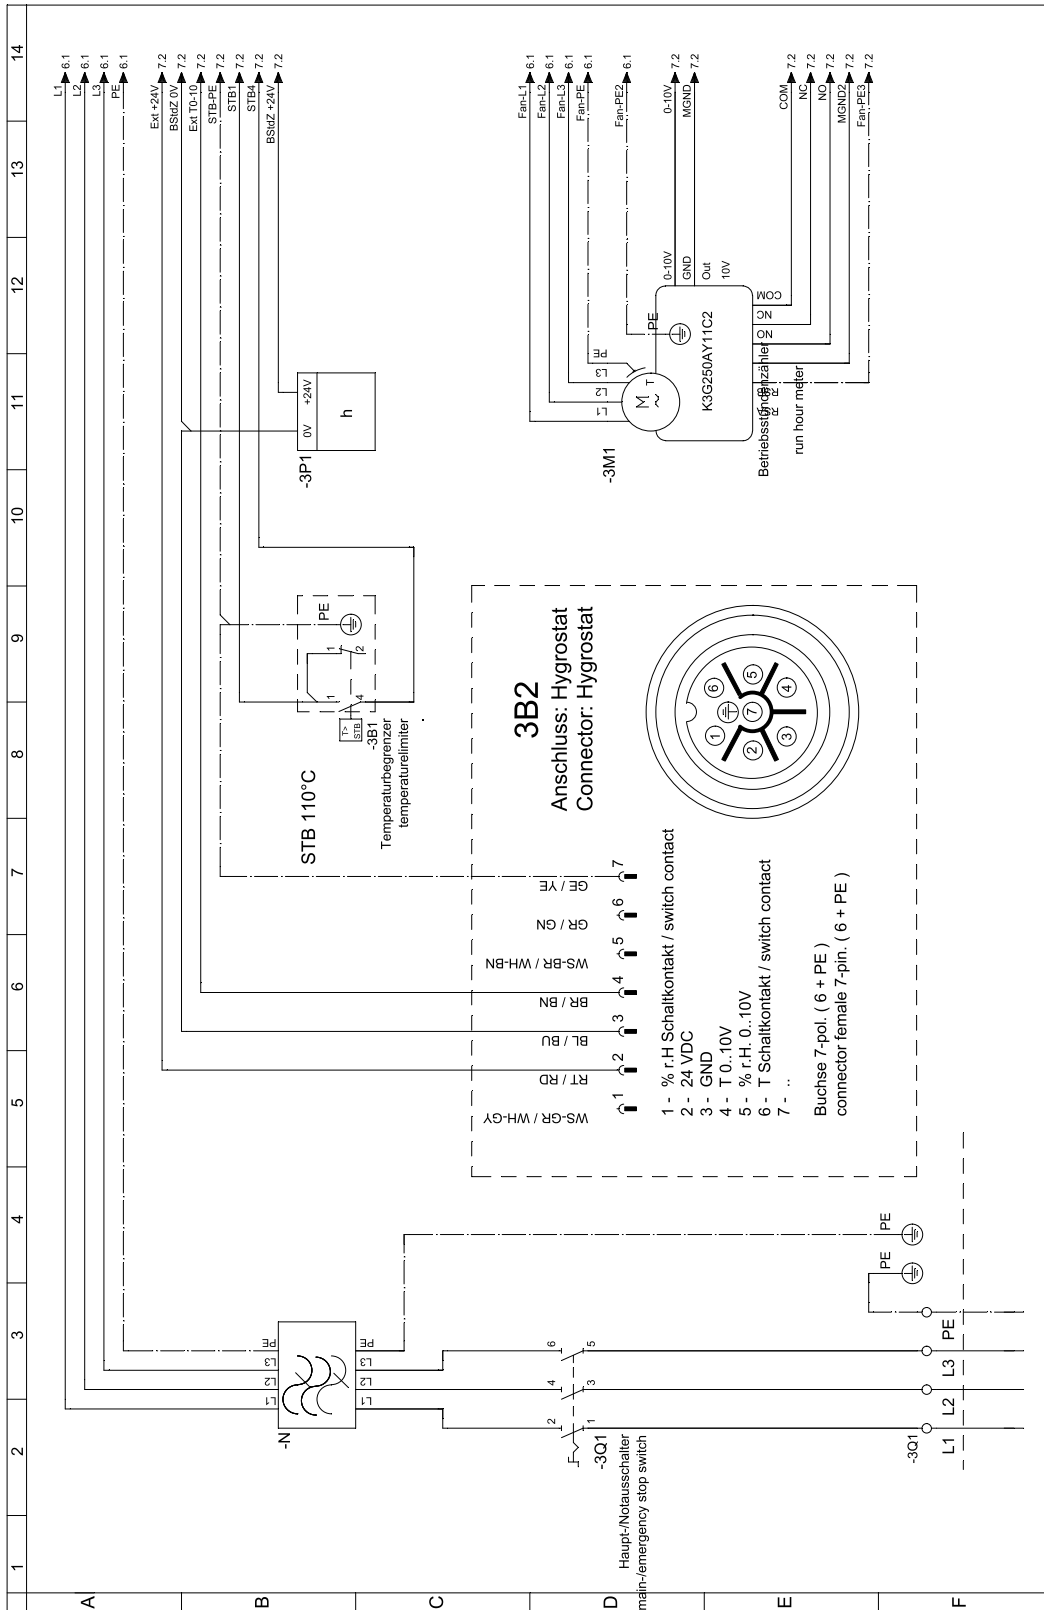 1 2 3 4 5 6 7 8 9 10 11 12 13 14
A
B
C
D
E
F
L1 6.1
L2 6.1
L3 6.1
PE 6.1
Ext +24V 7.2
BStdZ 0V 7.2
Ext T0-10 7.2
STB-PE 7.2
STB1 7.2
STB4 7.2
BStdZ +24V 7.2
Fan-L1 6.1
Fan-L2 6.1
Fan-L3 6.1
Fan-PE 6.1
Fan-PE2 6.1
0-10V 7.2
MGND 7.2
COM 7.2
NC 7.2
NO 7.2
MGND2 7.2
Fan-PE3 7.2
-N
L1 L2 L3 PE
L1 L2 L3 PE
2 4 6
1 3 5
-3Q1
Haupt-/Notausschalter
main-/emergency stop switch
-3Q1
L1 L2 L3 PE
PE
PE
STB 110°C
T>
STB
-3B1
Temperaturbegrenzer
temperaturelimiter
1 1
4 2
PE
-3P1
0V +24V
h
3B2
Anschluss: Hygrostat
Connector: Hygrostat
WS-GR / WH-GY
RT / RD
BL / BU
BR / BN
WS-BR / WH-BN
GR / GN
GE / YE
1 2 3 4 5 6 7
1 - % r.H Schaltkontakt / switch contact
2 - 24 VDC
3 - GND
4 - T 0..10V
5 - % r.H. 0..10V
6 - T Schaltkontakt / switch contact
7 - ..
Buchse 7-pol. ( 6 + PE )
connector female 7-pin. ( 6 + PE )
1 6
2 7 5
3 4
-3M1
L1 L2 L3 PE
M
~
T
PE
0-10V
GND
Out
10V
K3G250AY11C2
COM
NC
NO
RSB
RSA
Betriebsstundenzähler
run hour meter